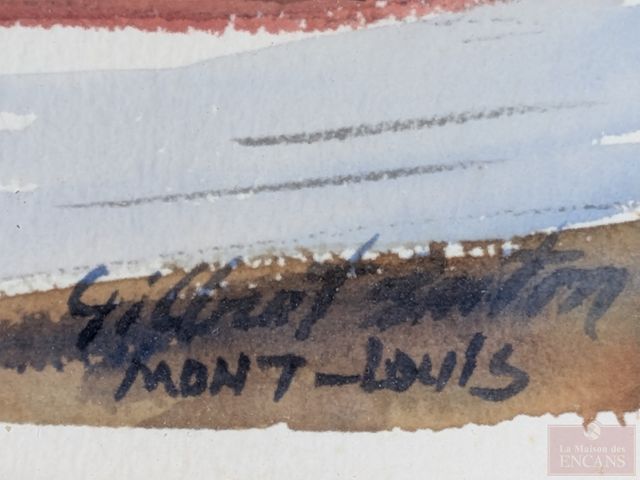 Gilbert
MONT-LOUIS
La Maison des
ENCANS